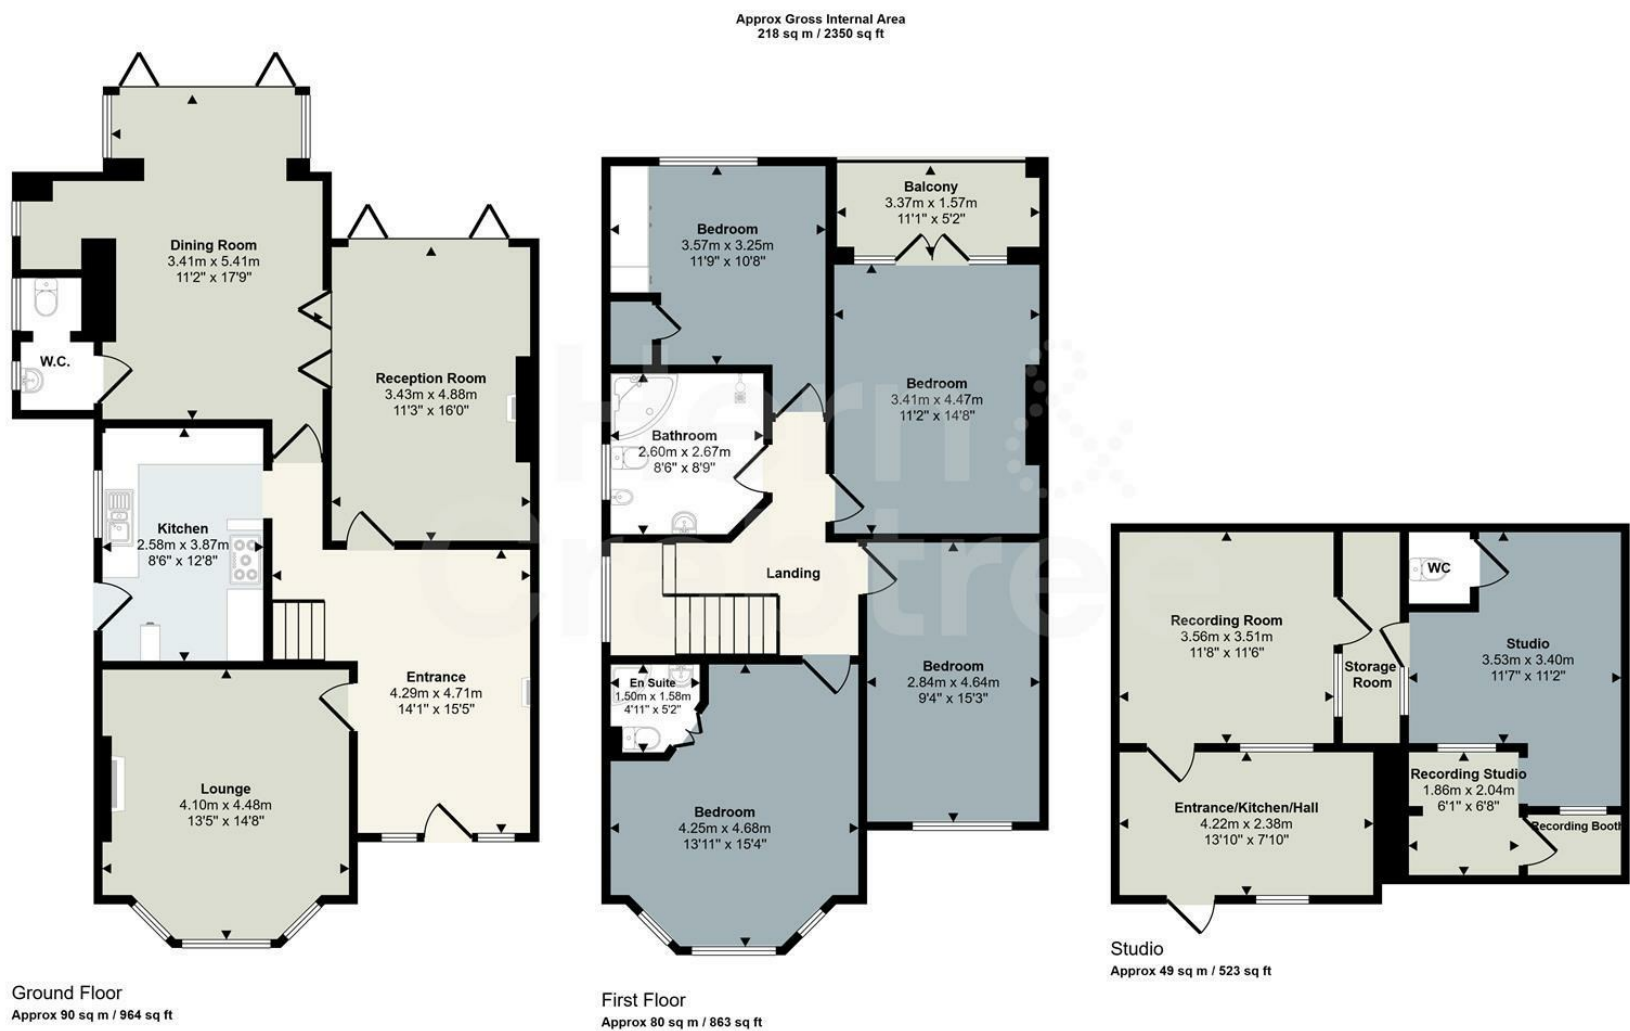 Approx Gross Internal Area
218 sq m / 2350 sq ft
Dining Room
3.41m x 5.41m
11'2" x 17'9"
W.C.
Reception Room
3.43m x 4.88m
11'3" x 16'0"
Kitchen
2.58m x 3.87m
8'6" x 12'8"
Entrance
4.29m x 4.71m
14'1" x 15'5"
Lounge
4.10m x 4.48m
13'5" x 14'8"
Ground Floor
Approx 90 sq m / 964 sq ft
Bedroom
3.57m x 3.25m
11'9" x 10'8"
Balcony
3.37m x 1.57m
11'1" x 5'2"
Bedroom
3.41m x 4.47m
11'2" x 14'8"
Bathroom
2.60m x 2.67m
8'6" x 8'9"
Landing
En Suite
1.50m x 1.58m
4'11" x 5'2"
Bedroom
2.84m x 4.64m
9'4" x 15'3"
Bedroom
4.25m x 4.68m
13'11" x 15'4"
First Floor
Approx 80 sq m / 863 sq ft
Recording Room
3.56m x 3.51m
11'8" x 11'6"
WC
Studio
3.53m x 3.40m
11'7" x 11'2"
Storage
Room
Entrance/Kitchen/Hall
4.22m x 2.38m
13'10" x 7'10"
Recording Studio
1.86m x 2.04m
6'1" x 6'8"
Recording Booth
Studio
Approx 49 sq m / 523 sq ft
Hern &
Crabtree